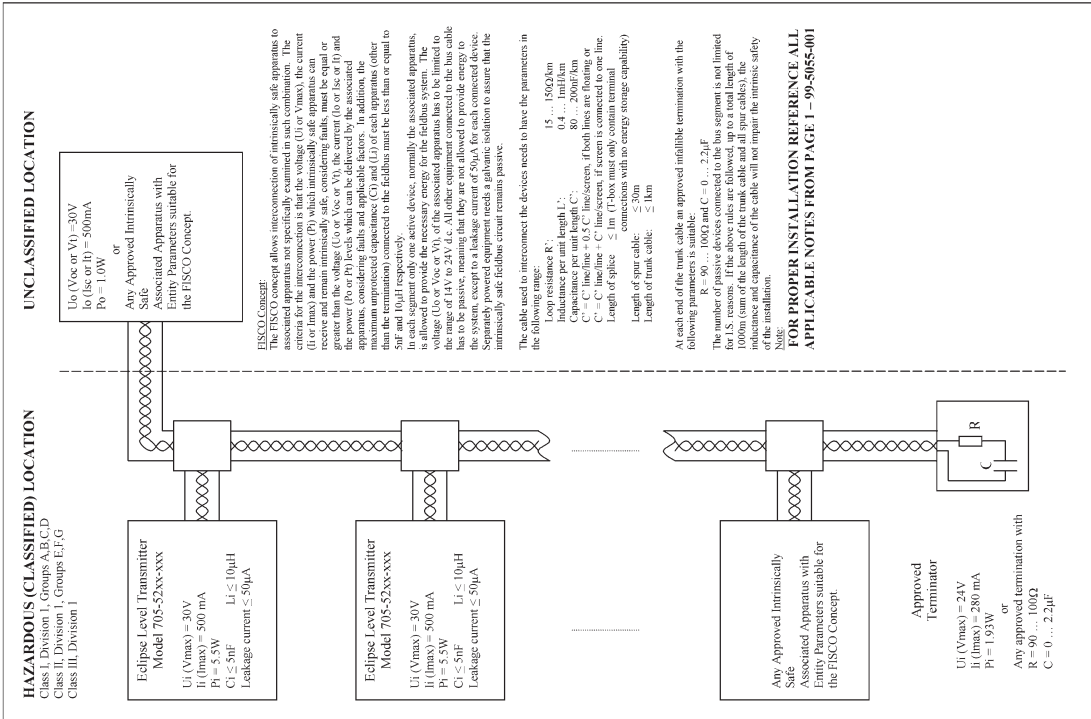 HAZARDOUS (CLASSIFIED) LOCATION
Class I, Division 1, Groups A,B,C,D
Class II, Division 1, Groups E,F,G
Class III, Division 1
UNCLASSIFIED LOCATION
Eclipse Level Transmitter
Model 705-52xx-xxx
Ui (Vmax) = 30V
Ii (Imax) = 500 mA
Pi = 5.5W
Ci ≤ 5nF Li ≤ 10µH
Leakage current ≤ 50µA
Eclipse Level Transmitter
Model 705-52xx-xxx
Ui (Vmax) = 30V
Ii (Imax) = 500 mA
Pi = 5.5W
Ci ≤ 5nF Li ≤ 10µH
Leakage current ≤ 50µA
Any Approved Intrinsically
Safe
Associated Apparatus with
Entity Parameters suitable for
the FISCO Concept.
Approved
Terminator
Ui (Vmax) = 24V
Ii (Imax) = 280 mA
Pi = 1.93W
or
Any approved termination with
R = 90 .... 100Ω
C = 0 ... 2.2µF
R
C
Uo (Voc or Vt) =30V
Io (Isc or It) = 500mA
Po = 1.0W
or
Any Approved Intrinsically
Safe
Associated Apparatus with
Entity Parameters suitable for
the FISCO Concept.
FISCO Concept:
The FISCO concept allows interconnection of intrinsically safe apparatus to
associated apparatus not specifically examined in such combination. The
criteria for the interconnection is that the voltage (Ui or Vmax), the current
(Ii or Imax) and the power (Pi) which intrinsically safe apparatus can
receive and remain intrinsically safe, considering faults, must be equal or
greater than the voltage (Uo or Voc or Vt), the current (Io or Isc or It) and
the power (Po or Pt) levels which can be delivered by the associated
apparatus, considering faults and applicable factors. In addition, the
maximum unprotected capacitance (Ci) and (Li) of each apparatus (other
than the termination) connected to the fieldbus must be less than or equal to
5nF and 10µH respectively.
In each segment only one active device, normally the associated apparatus,
is allowed to provide the necessary energy for the fieldbus system. The
voltage (Uo or Voc or Vt), of the associated apparatus has to be limited to
the range of 14V to 24V d.c. All other equipment connected to the bus cable
has to be passive, meaning that they are not allowed to provide energy to
the system, except to a leakage current of 50µA for each connected device.
Separately powered equipment needs a galvanic isolation to assure that the
intrinsically safe fieldbus circuit remains passive.
The cable used to interconnect the devices needs to have the parameters in
the following range:
Loop resistance R': 15 ... 150Ω/km
Inductance per unit length L': 0.4 ... 1mH/km
Capacitance per unit length C': 80 ... 200nF/km
C' = C' line/line + 0.5 C' line/screen, if both lines are floating or
C' = C' line/line + C' line/screen, if screen is connected to one line.
Length of splice ≤ 1m (T-box must only contain terminal
connections with no energy storage capability)
Length of spur cable: ≤ 30m
Length of trunk cable: ≤ 1km
At each end of the trunk cable an approved infallible termination with the
following parameters is suitable:
R = 90 ... 100Ω and C = 0 ... 2.2µF
The number of passive devices connected to the bus segment is not limited
for I.S. reasons. If the above rules are followed, up to a total length of
1000m (sum of the length of the trunk cable and all spur cables), the
inductance and capacitance of the cable will not impair the intrinsic safety
of the installation.
Note:
FOR PROPER INSTALLATION REFERENCE ALL
APPLICABLE NOTES FROM PAGE 1 – 99-5055-001